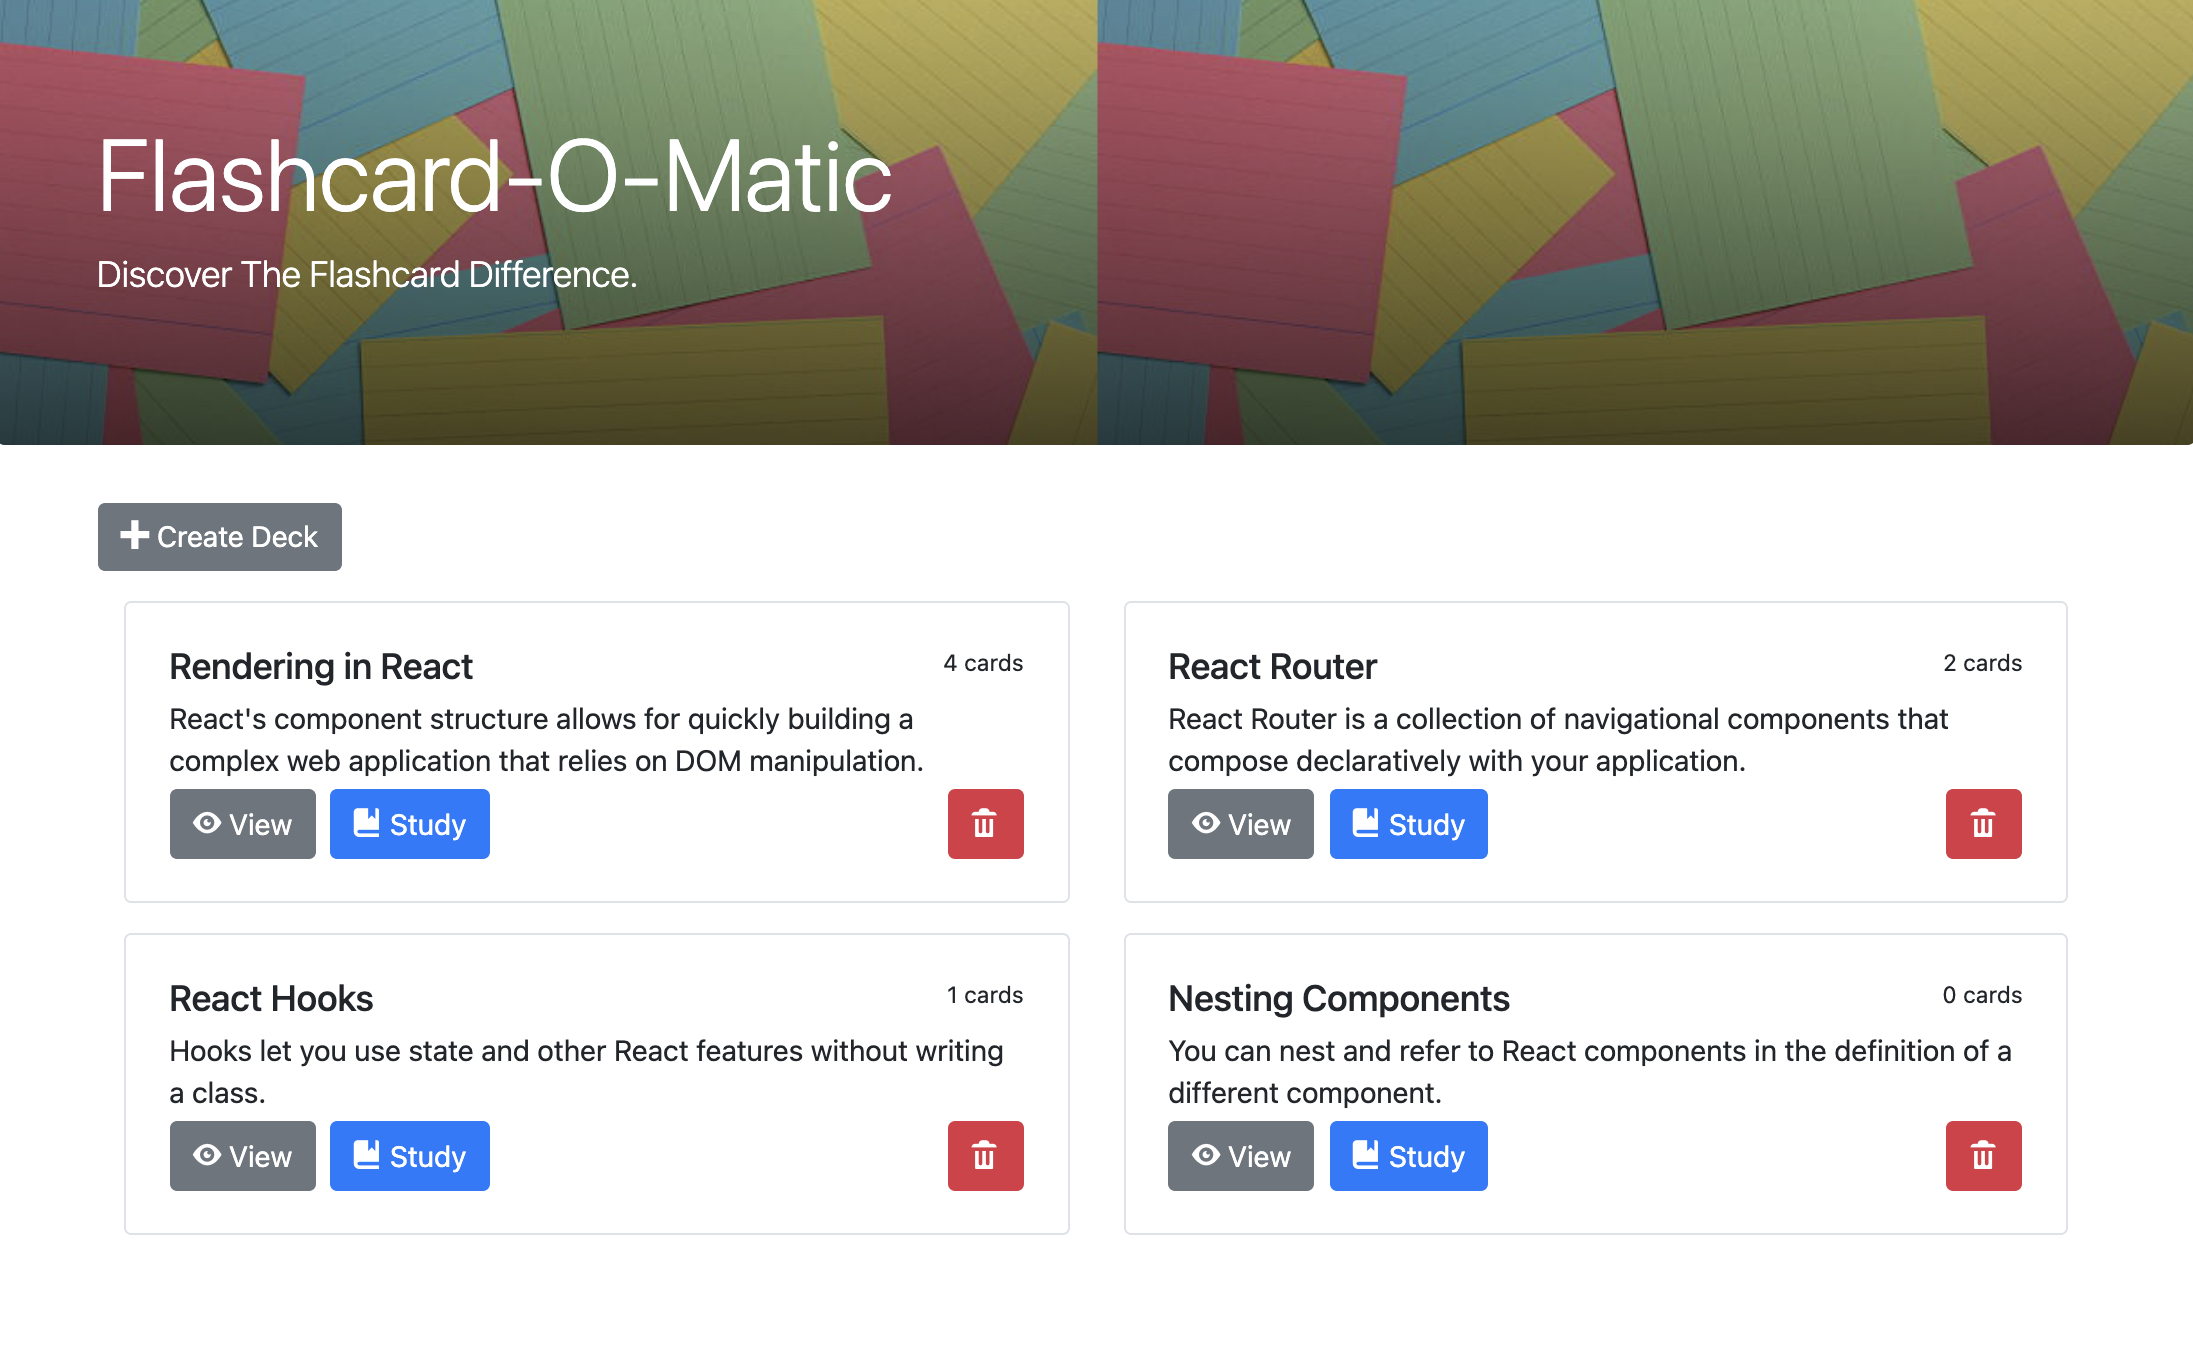 Flashcard-O-Matic
Discover The Flashcard Difference.
Create Deck
Rendering in React
4 cards
React's component structure allows for quickly building a
complex web application that relies on DOM manipulation.
View
Study
React Router
2 cards
React Router is a collection of navigational components that
compose declaratively with your application.
View
Study
React Hooks
1 cards
Hooks let you use state and other React features without writing
a class.
View
Study
Nesting Components
0 cards
You can nest and refer to React components in the definition of a
different component.
View
Study